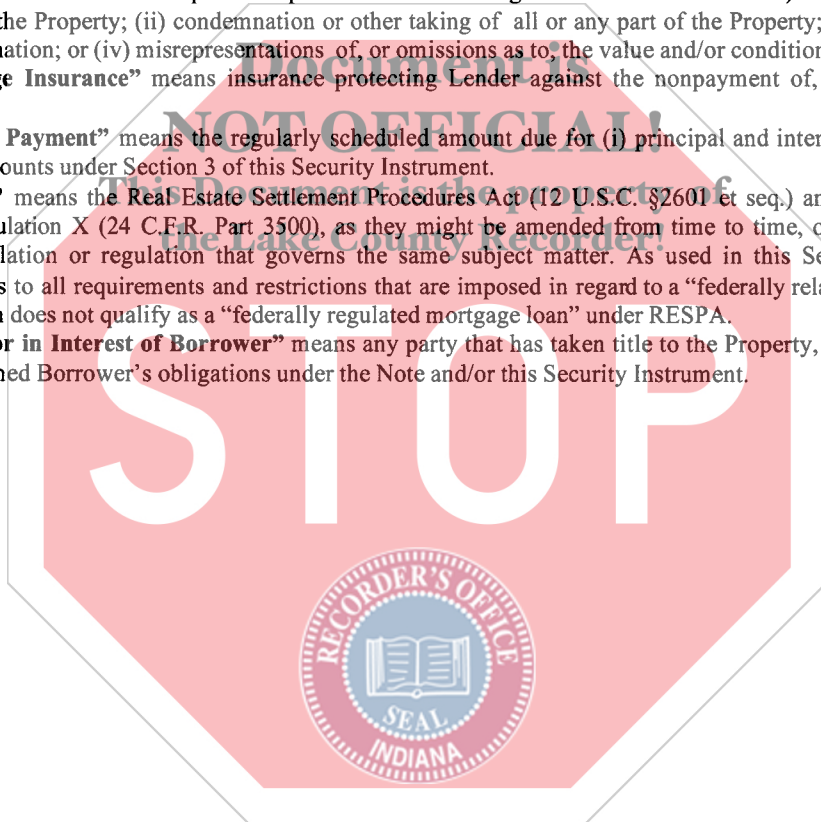 the Property; (ii) condemnation or other taking of all or any part of the Property;
nation; or (iv) misrepresentations of, or omissions as to, the value and/or condition
Document is
ge Insurance” means insurance protecting Lender against the nonpayment of,
NOT OFFICIAL!
Payment” means the regularly scheduled amount due for (i) principal and inter
ounts under Section 3 of this Security Instrument.
This Document is the property of
” means the Real Estate Settlement Procedures Act (12 U.S.C. §2601 et seq.) an
ulation X (24 C.F.R. Part 3500), as they might be amended from time to time, o
the Lake County Recorder!
lation or regulation that governs the same subject matter. As used in this Se
s to all requirements and restrictions that are imposed in regard to a “federally rela
n does not qualify as a “federally regulated mortgage loan” under RESPA.
or in Interest of Borrower” means any party that has taken title to the Property,
ned Borrower’s obligations under the Note and/or this Security Instrument.
STOP
RECORDER'S OFFICE
SEAL
INDIANA